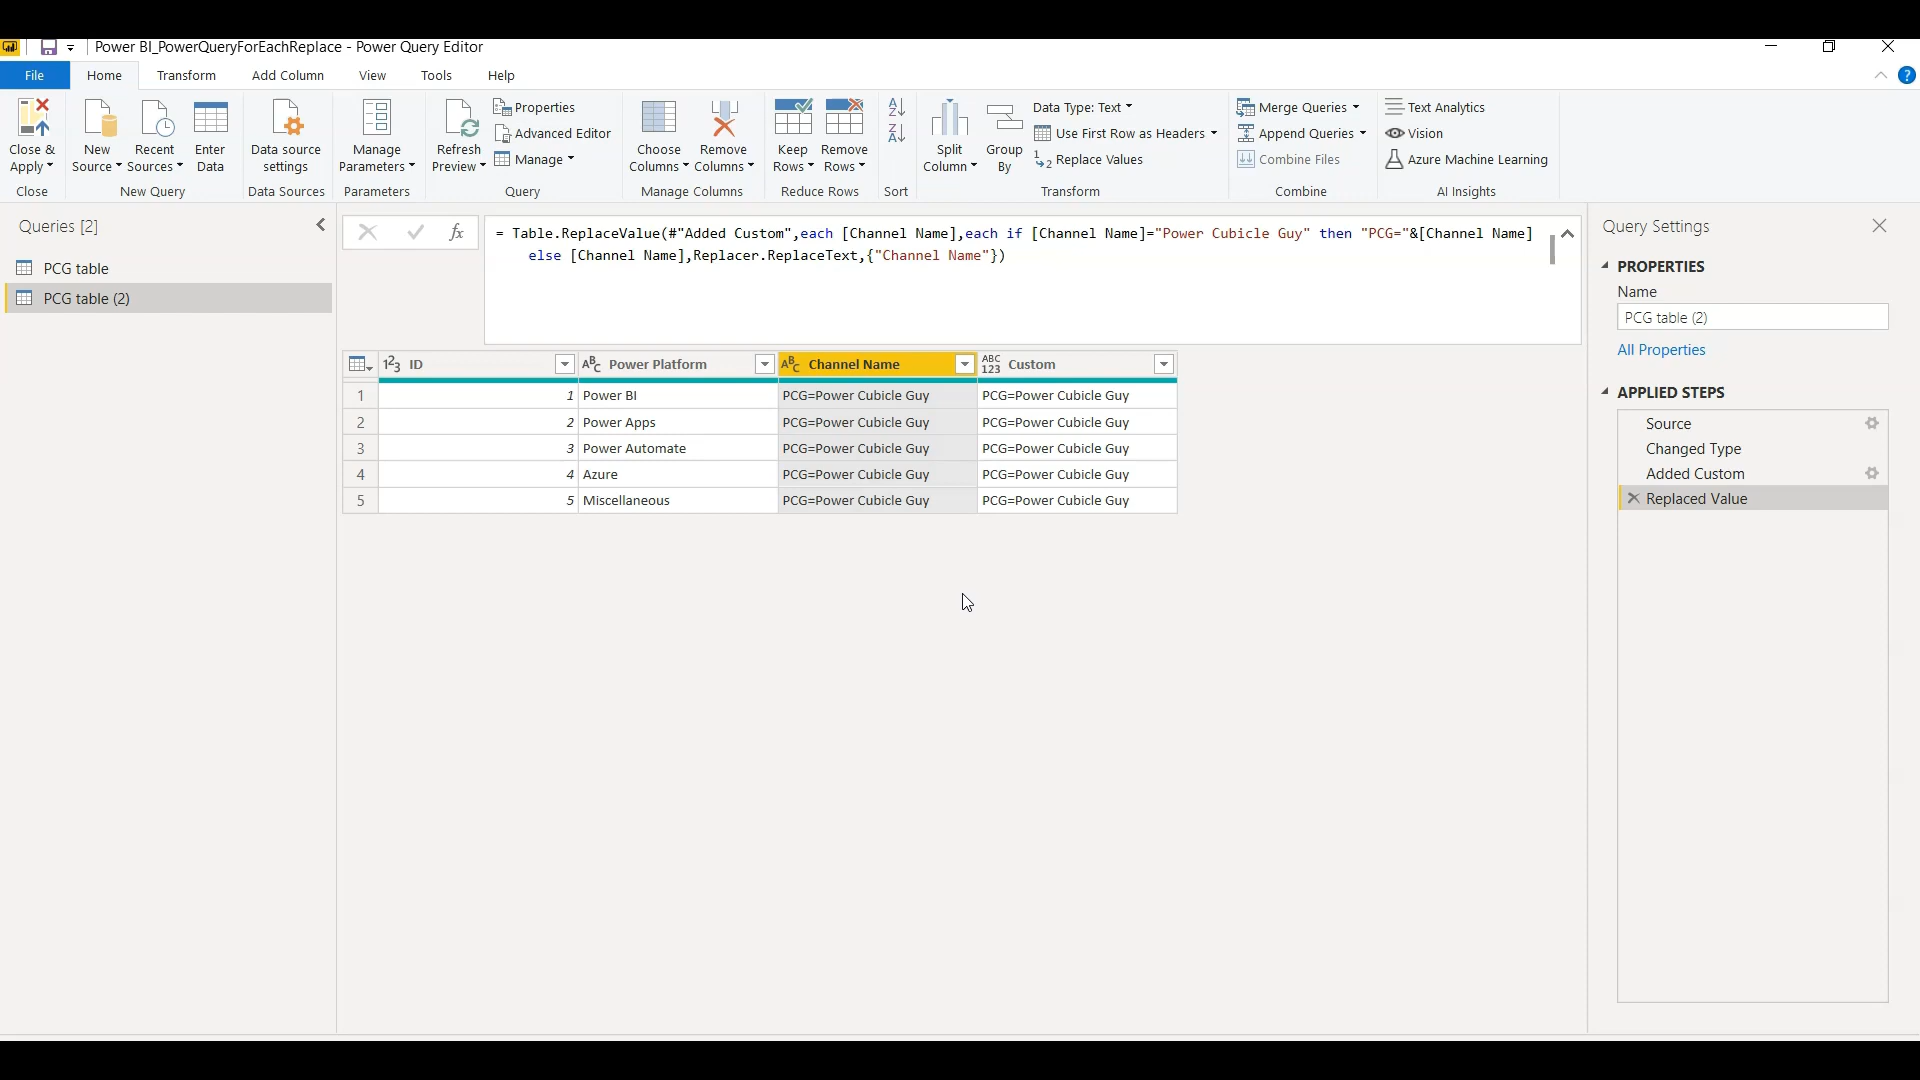 Power BI_PowerQueryForEachReplace - Power Query Editor
File Home Transform Add Column View Tools Help
Close & Apply
New Source
Recent Sources
Enter Data
Data source settings
Manage Parameters
Refresh Preview
Properties
Advanced Editor
Manage
Choose Columns
Remove Columns
Keep Rows
Remove Rows
Split Column
Group By
Data Type: Text
Use First Row as Headers
Replace Values
Merge Queries
Append Queries
Combine Files
Text Analytics
Vision
Azure Machine Learning
Close New Query Data Sources Parameters Query Manage Columns Reduce Rows Sort Transform Combine AI Insights
Queries [2]
PCG table
PCG table (2)
fx
= Table.ReplaceValue(#"Added Custom",each [Channel Name],each if [Channel Name]="Power Cubicle Guy" then "PCG="&[Channel Name]
else [Channel Name],Replacer.ReplaceText,{"Channel Name"})
123 ID ABC Power Platform ABC Channel Name ABC 123 Custom
1 1 Power BI PCG=Power Cubicle Guy PCG=Power Cubicle Guy
2 2 Power Apps PCG=Power Cubicle Guy PCG=Power Cubicle Guy
3 3 Power Automate PCG=Power Cubicle Guy PCG=Power Cubicle Guy
4 4 Azure PCG=Power Cubicle Guy PCG=Power Cubicle Guy
5 5 Miscellaneous PCG=Power Cubicle Guy PCG=Power Cubicle Guy
Query Settings
PROPERTIES
Name
PCG table (2)
All Properties
APPLIED STEPS
Source
Changed Type
Added Custom
Replaced Value